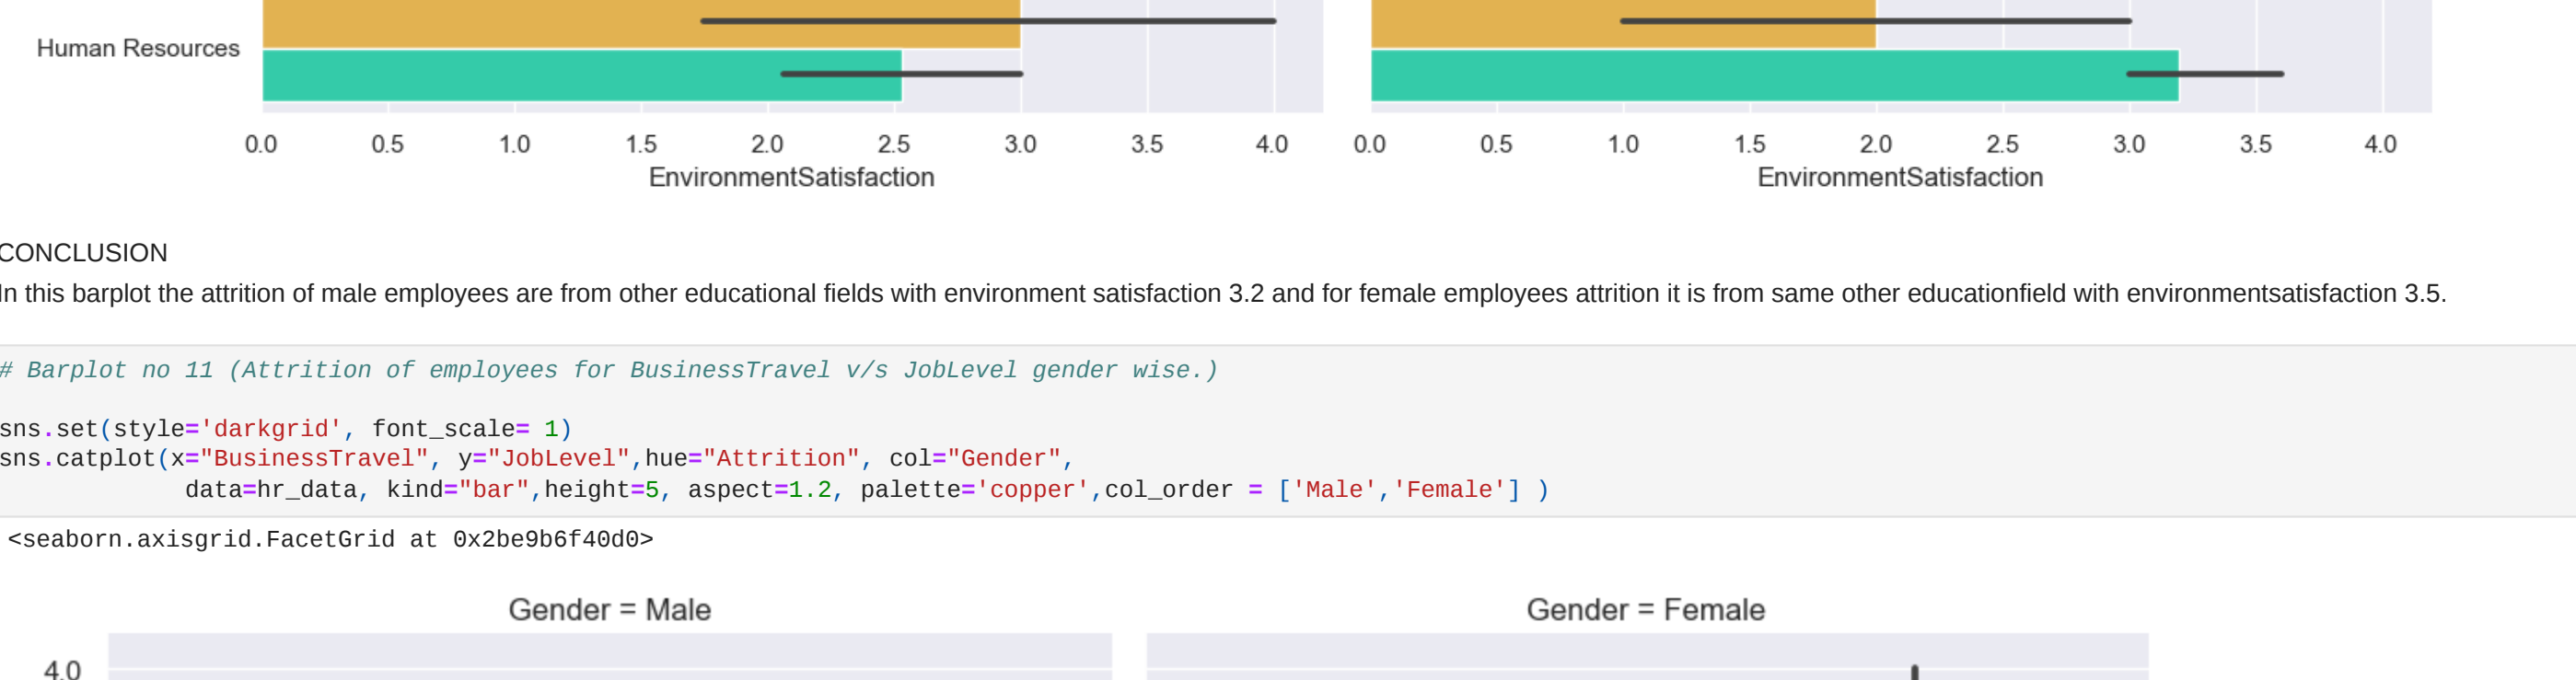 Human Resources
0.0 0.5 1.0 1.5 2.0 2.5 3.0 3.5 4.0 0.0 0.5 1.0 1.5 2.0 2.5 3.0 3.5 4.0
EnvironmentSatisfaction EnvironmentSatisfaction
CONCLUSION
In this barplot the attrition of male employees are from other educational fields with environment satisfaction 3.2 and for female employees attrition it is from same other educationfield with environmentsatisfaction 3.5.
# Barplot no 11 (Attrition of employees for BusinessTravel v/s JobLevel gender wise.)
sns.set(style='darkgrid', font_scale= 1)
sns.catplot(x="BusinessTravel", y="JobLevel",hue="Attrition", col="Gender",
data=hr_data, kind="bar",height=5, aspect=1.2, palette='copper',col_order = ['Male','Female'] )
<seaborn.axisgrid.FacetGrid at 0x2be9b6f40d0>
Gender = Male Gender = Female
4.0